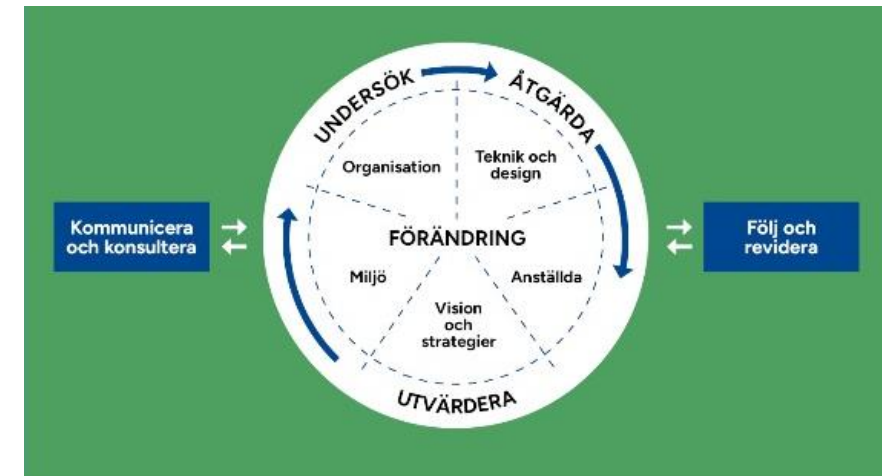 UNDERSÖK
ÅTGÄRDA
Organisation
Teknik och
design
Kommunicera
och konsultera
FÖRÄNDRING
Följ och
revidera
Miljö
Anställda
Vision
och
strategier
UTVÄRDERA